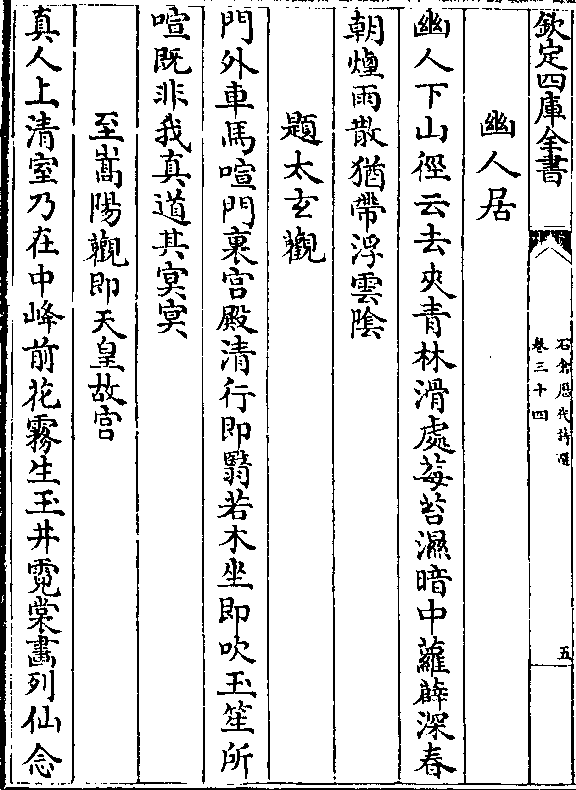 欽定四庫全書
石倉歷代詩選
卷三十四
五
幽人居
幽人下山徑云去夾青林滑處莓苔濕暗中蘿薜深春
朝煙雨散猶帶浮雲陰
題太玄觀
門外車馬喧門裏宫殿清行即翳若木坐即吹玉笙所
喧既非我真道其冥冥
至嵩陽觀即天皇故宫
真人上清室乃在中峰前花霧生玉井霓裳畫列仙念